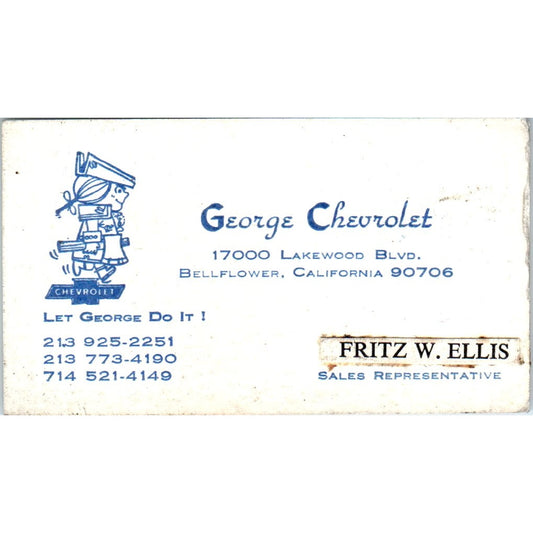 George Chevrolet
17000 Lakewood Blvd.
Bellflower, California 90706
CHEVROLET
Let George Do It !
213 925-2251
213 773-4190
714 521-4149
FRITZ W. ELLIS
Sales Representative